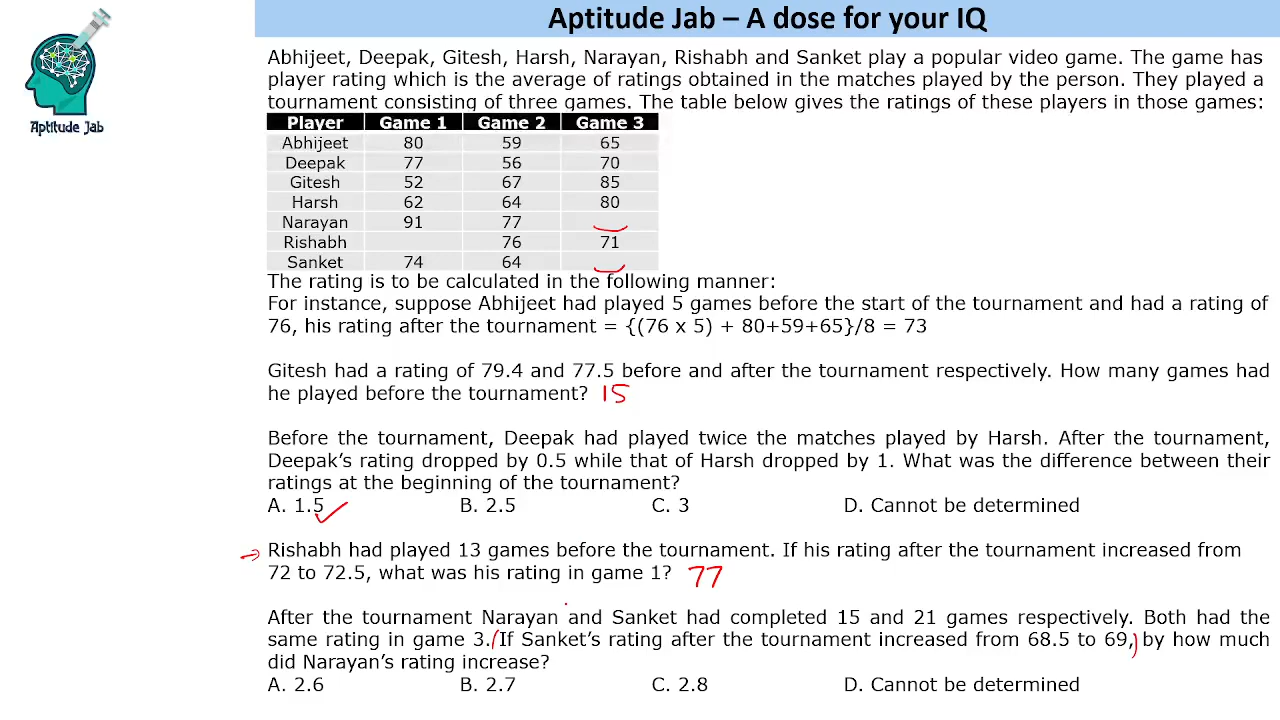 Aptitude Jab – A dose for your IQ
Aptitude Jab
Abhijeet, Deepak, Gitesh, Harsh, Narayan, Rishabh and Sanket play a popular video game. The game has
player rating which is the average of ratings obtained in the matches played by the person. They played a
tournament consisting of three games. The table below gives the ratings of these players in those games:
Player Game 1 Game 2 Game 3
Abhijeet 80 59 65
Deepak 77 56 70
Gitesh 52 67 85
Harsh 62 64 80
Narayan 91 77
Rishabh 76 71
Sanket 74 64
The rating is to be calculated in the following manner:
For instance, suppose Abhijeet had played 5 games before the start of the tournament and had a rating of
76, his rating after the tournament = {(76 x 5) + 80+59+65}/8 = 73
Gitesh had a rating of 79.4 and 77.5 before and after the tournament respectively. How many games had
he played before the tournament? 15
Before the tournament, Deepak had played twice the matches played by Harsh. After the tournament,
Deepak's rating dropped by 0.5 while that of Harsh dropped by 1. What was the difference between their
ratings at the beginning of the tournament?
A. 1.5 B. 2.5 C. 3 D. Cannot be determined
Rishabh had played 13 games before the tournament. If his rating after the tournament increased from
72 to 72.5, what was his rating in game 1? 77
After the tournament Narayan and Sanket had completed 15 and 21 games respectively. Both had the
same rating in game 3. (If Sanket's rating after the tournament increased from 68.5 to 69,) by how much
did Narayan's rating increase?
A. 2.6 B. 2.7 C. 2.8 D. Cannot be determined